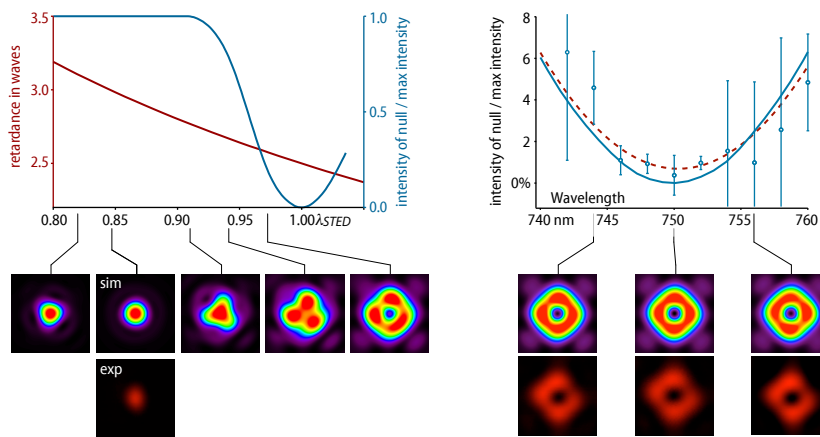 retardance in waves
3.5
3.0
2.5
1.0
0.5
0.0
intensity of null / max intensity
0.80
0.85
0.90
0.95
1.00λSTED
sim
exp
intensity of null / max intensity
8
6
4
2
0%
Wavelength
740 nm
745
750
755
760